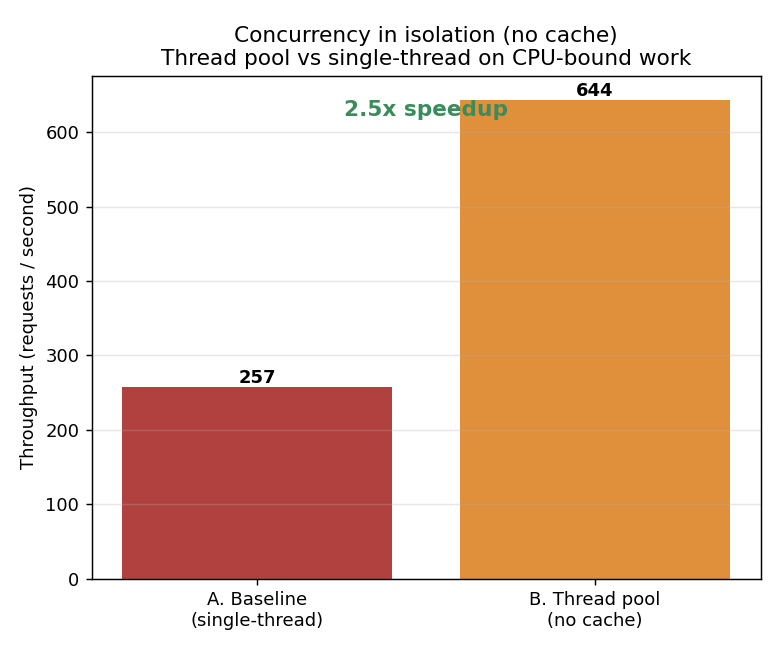 Concurrency in isolation (no cache)
Thread pool vs single-thread on CPU-bound work
2.5x speedup
644
257
Throughput (requests / second)
600
500
400
300
200
100
0
A. Baseline
(single-thread)
B. Thread pool
(no cache)